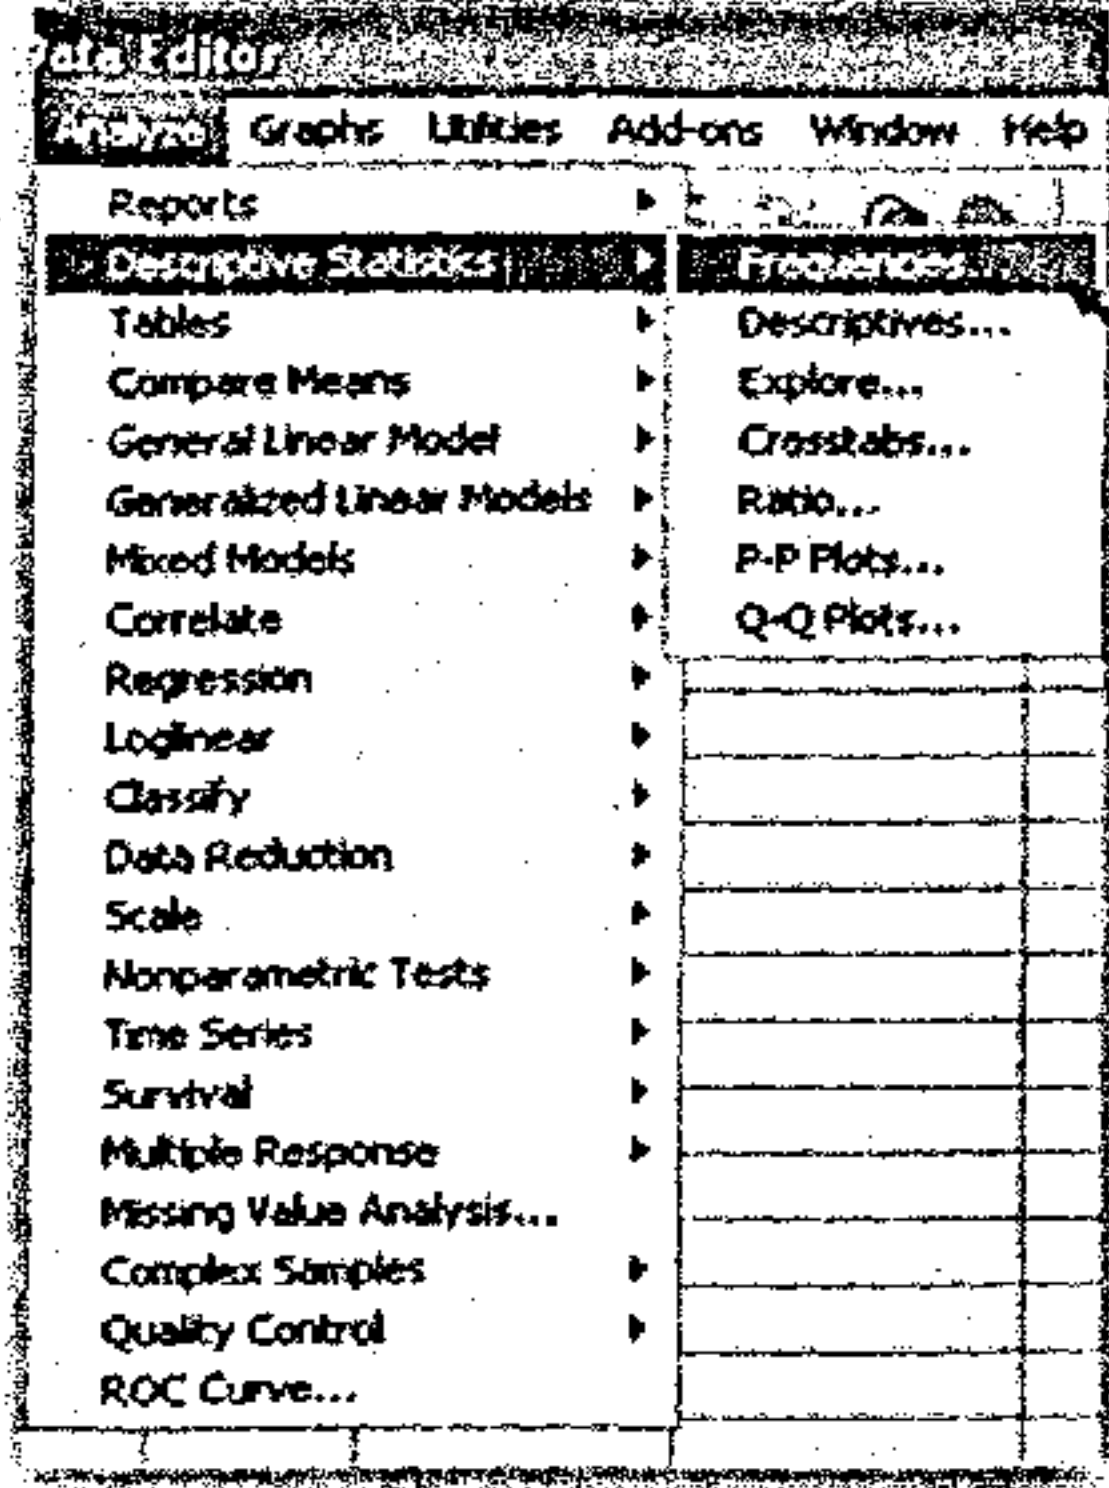 Data Editor
Analyze Graphs Utilities Add-ons Window Help
Reports
Descriptive Statistics
Tables
Compare Means
General Linear Model
Generalized Linear Models
Mixed Models
Correlate
Regression
Loglinear
Classify
Data Reduction
Scale
Nonparametric Tests
Time Series
Survival
Multiple Response
Missing Value Analysis...
Complex Samples
Quality Control
ROC Curve...
Frequencies...
Descriptives...
Explore...
Crosstabs...
Ratio...
P-P Plots...
Q-Q Plots...